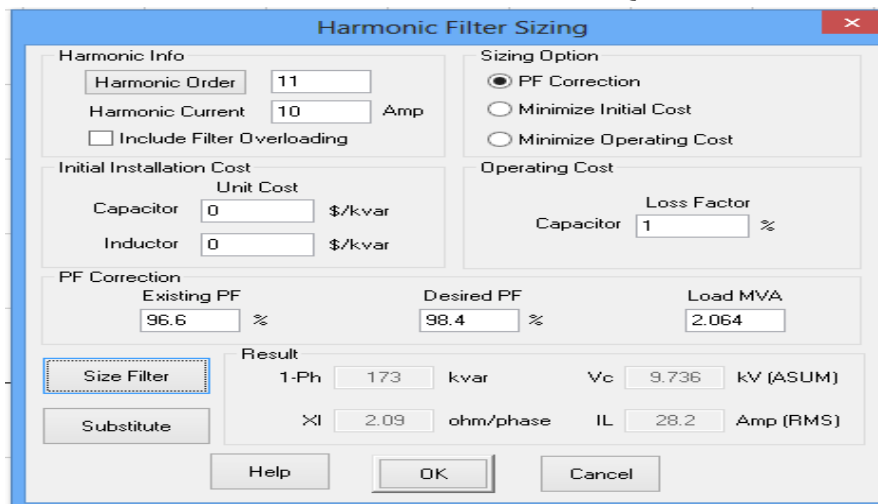 Harmonic Filter Sizing
Harmonic Info
Harmonic Order 11
Harmonic Current 10 Amp
Include Filter Overloading
Sizing Option
PF Correction
Minimize Initial Cost
Minimize Operating Cost
Initial Installation Cost
Unit Cost
Capacitor 0 $/kvar
Inductor 0 $/kvar
Operating Cost
Loss Factor
Capacitor 1 %
PF Correction
Existing PF Desired PF Load MVA
96.6 % 98.4 % 2.064
Size Filter
Substitute
Result
1-Ph 173 kvar Vc 9.736 kV (ASUM)
Xl 2.09 ohm/phase IL 28.2 Amp (RMS)
Help OK Cancel